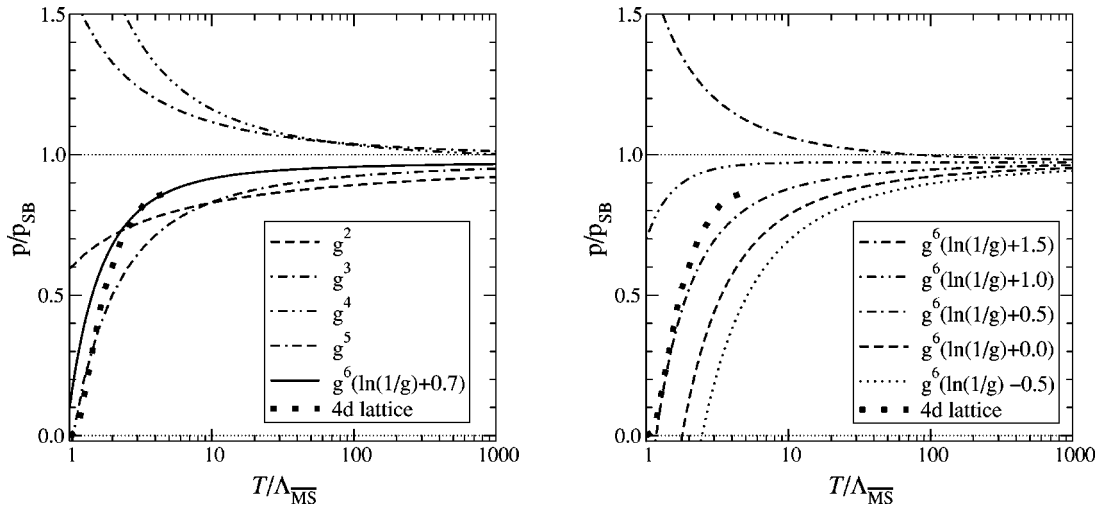 1.5
1.0
0.5
0.0
p/p_SB
1 10 100 1000
T/Λ_M̅S̅
g^2
g^3
g^4
g^5
g^6(ln(1/g)+0.7)
4d lattice
1.5
1.0
0.5
0.0
p/p_SB
1 10 100 1000
T/Λ_M̅S̅
g^6(ln(1/g)+1.5)
g^6(ln(1/g)+1.0)
g^6(ln(1/g)+0.5)
g^6(ln(1/g)+0.0)
g^6(ln(1/g) −0.5)
4d lattice